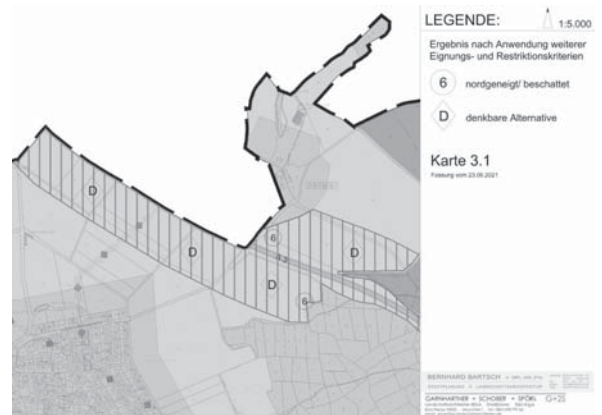 LEGENDE:
1:5.000
Ergebnis nach Anwendung weiterer
Eignungs- und Restriktionskriterien
6 nordgeneigt/ beschattet
D denkbare Alternative
Karte 3.1
D
6
D
D
D
6
BERNHARD BARTSCH
GARNHARTNER + SCHOBER + SPÖRL G+2S